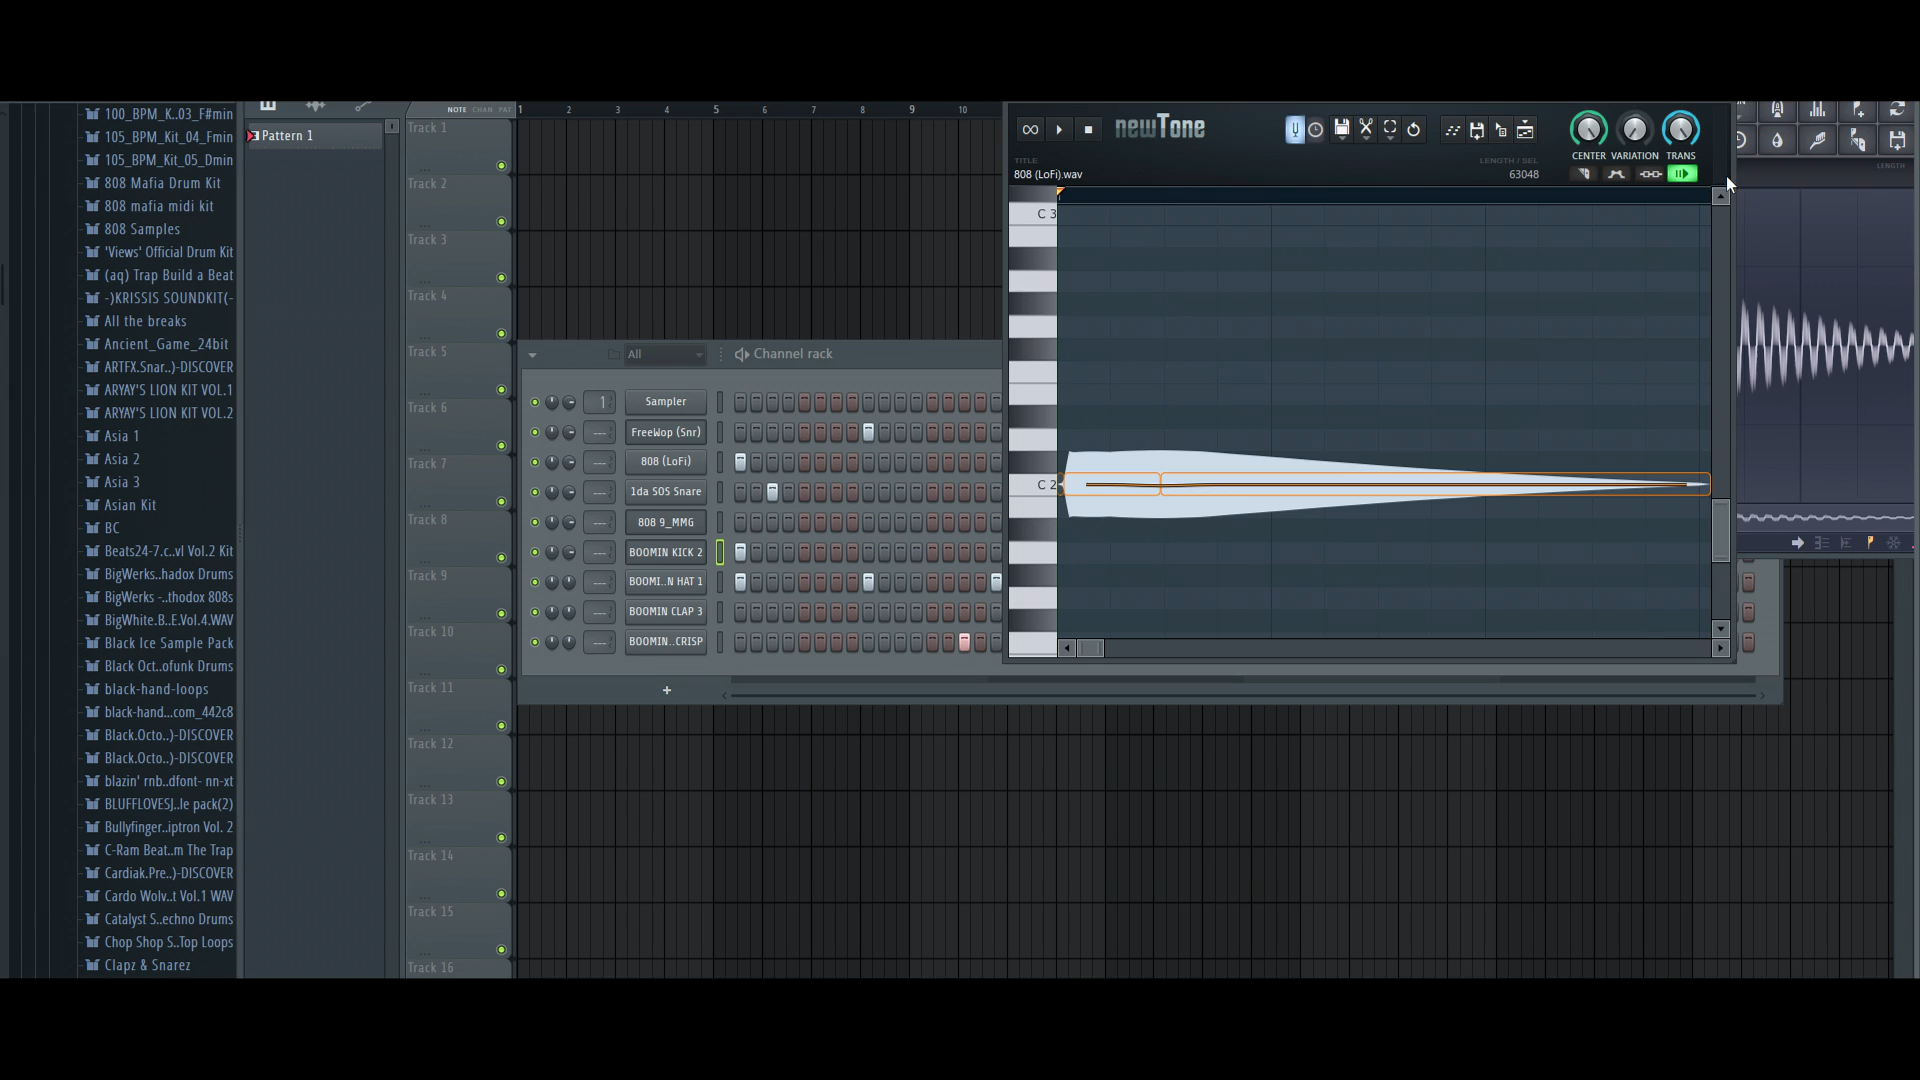 100_BPM_K..03_F#min
105_BPM_Kit_04_Fmin
105_BPM_Kit_05_Dmin
808 Mafia Drum Kit
808 mafia midi kit
808 Samples
'Views' Official Drum Kit
(aq) Trap Build a Beat
-)KRISSIS SOUNDKIT(-
All the breaks
Ancient_Game_24bit
ARTFX.Snar..)-DISCOVER
ARYAY'S LION KIT VOL.1
ARYAY'S LION KIT VOL.2
Asia 1
Asia 2
Asia 3
Asian Kit
BC
Beats24-7.c..vl Vol.2 Kit
BigWerks..hadox Drums
BigWerks -..thodox 808s
BigWhite.B..E.Vol.4.WAV
Black Ice Sample Pack
Black Oct..ofunk Drums
black-hand-loops
black-hand...com_442c8
Black.Octo..)-DISCOVER
Black.Octo..)-DISCOVER
blazin' rnb..dfont- nn-xt
BLUFFLOVESJ..le pack(2)
Bullyfinger..iptron Vol. 2
C-Ram Beat..m The Trap
Cardiak.Pre..)-DISCOVER
Cardo Wolv..t Vol.1 WAV
Catalyst S..echno Drums
Chop Shop S..Top Loops
Clapz & Snarez
Pattern 1
NOTE CHAN PAT
1 2 3 4 5 6 7 8 9 10
Track 1
Track 2
Track 3
Track 4
Track 5
Track 6
Track 7
Track 8
Track 9
Track 10
Track 11
Track 12
Track 13
Track 14
Track 15
Track 16
All
Channel rack
1
Sampler
FreeWop (Snr)
808 (LoFi)
1da SOS Snare
808 9_MMG
BOOMIN KICK 2
BOOMI..N HAT 1
BOOMIN CLAP 3
BOOMIN..CRISP
newTone
CENTER VARIATION TRANS
TITLE
808 (LoFi).wav
LENGTH / SEL
63048
C 3
C 2
LENGTH